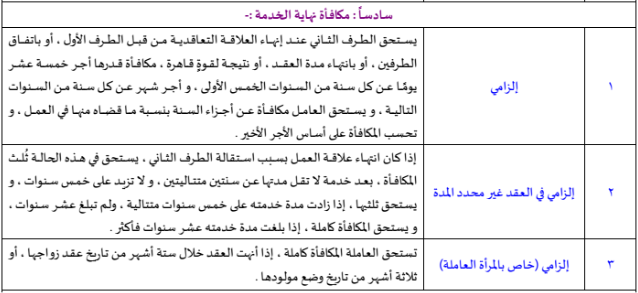 سادساً : مكافأة نهاية الخدمة :-
١
إلزامي
يستحق الطرف الثاني عند إنهاء العلاقة التعاقدية من قبل الطرف الأول ، أو باتفاق
الطرفين ، أو بانتهاء مدة العقد ، أو نتيجة لقوةٍ قاهرة ، مكافأة قدرها أجر خمسة عشر
يومًا عن كل سنة من السنوات الخمس الأولى ، و أجر شهر عن كل سنة من السنوات
التالية ، و يستحق العامل مكافأة عن أجزاء السنة بنسبة ما قضاه منها في العمل ، و
تحسب المكافأة على أساس الأجر الأخير .
٢
إلزامي في العقد غير محدد المدة
إذا كان انتهاء علاقة العمل بسبب استقالة الطرف الثاني ، يستحق في هذه الحالة ثُلث
المكافأة ، بعد خدمة لا تقل مدتها عن سنتين متتاليتين ، و لا تزيد على خمس سنوات ، و
يستحق ثلثيها ، إذا زادت مدة خدمته على خمس سنوات متتالية ، ولم تبلغ عشر سنوات ،
و يستحق المكافأة كاملة ، إذا بلغت مدة خدمته عشر سنوات فأكثر .
٣
إلزامي (خاص بالمرأة العاملة)
تستحق العاملة المكافأة كاملة ، إذا أنهت العقد خلال ستة أشهر من تاريخ عقد زواجها ، أو
ثلاثة أشهر من تاريخ وضع مولودها .